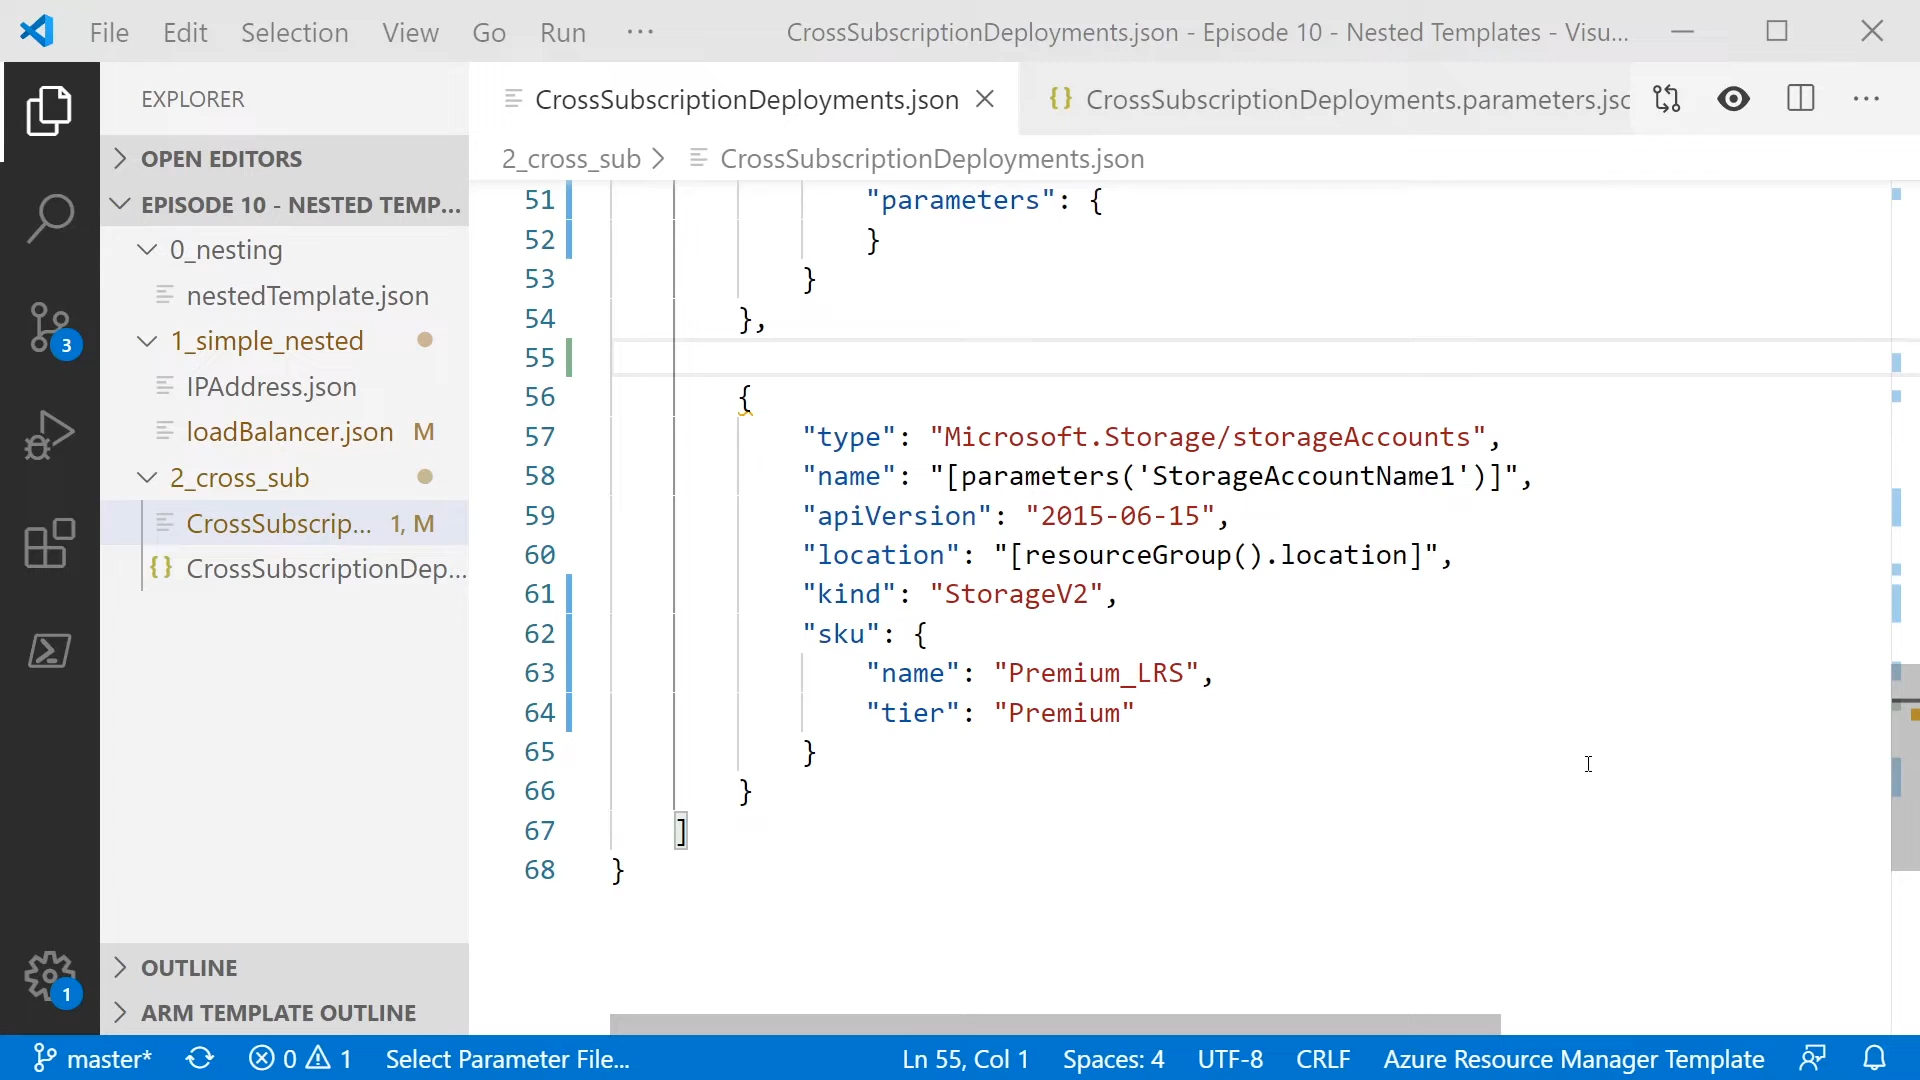 File Edit Selection View Go Run ··· CrossSubscriptionDeployments.json - Episode 10 - Nested Templates - Visu...
EXPLORER
OPEN EDITORS
EPISODE 10 - NESTED TEMP...
0_nesting
nestedTemplate.json
1_simple_nested
IPAddress.json
loadBalancer.json M
2_cross_sub
CrossSubscrip... 1, M
{} CrossSubscriptionDep...
OUTLINE
ARM TEMPLATE OUTLINE
3
1
CrossSubscriptionDeployments.json
{} CrossSubscriptionDeployments.parameters.jsc
2_cross_sub > CrossSubscriptionDeployments.json
51 "parameters": {
52 }
53 }
54 },
55
56 {
57 "type": "Microsoft.Storage/storageAccounts",
58 "name": "[parameters('StorageAccountName1')]",
59 "apiVersion": "2015-06-15",
60 "location": "[resourceGroup().location]",
61 "kind": "StorageV2",
62 "sku": {
63 "name": "Premium_LRS",
64 "tier": "Premium"
65 }
66 }
67 ]
68 }
master* 0 1 Select Parameter File... Ln 55, Col 1 Spaces: 4 UTF-8 CRLF Azure Resource Manager Template